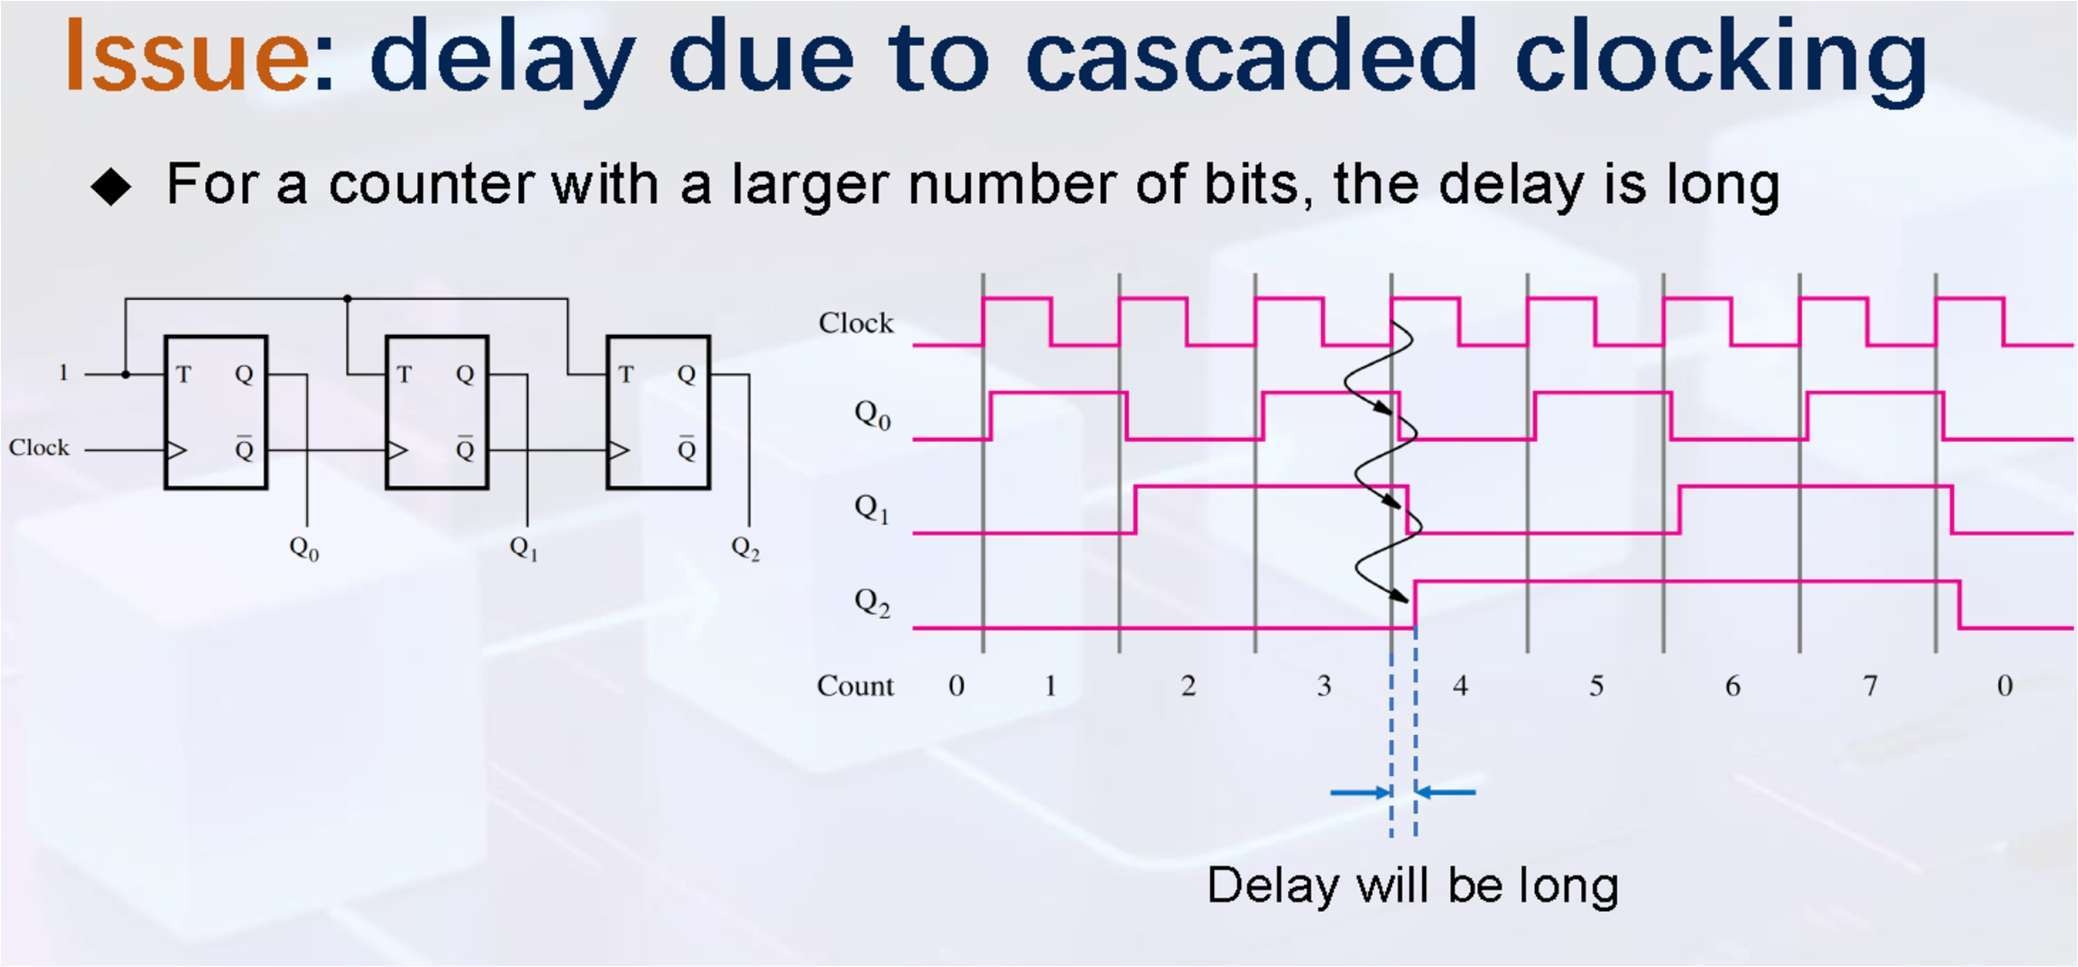 Issue: delay due to cascaded clocking
◆ For a counter with a larger number of bits, the delay is long
1 T Q T Q T Q
Clock Q̅ Q̅ Q̅
Q₀ Q₁ Q₂
Clock
Q₀
Q₁
Q₂
Count 0 1 2 3 4 5 6 7 0
Delay will be long